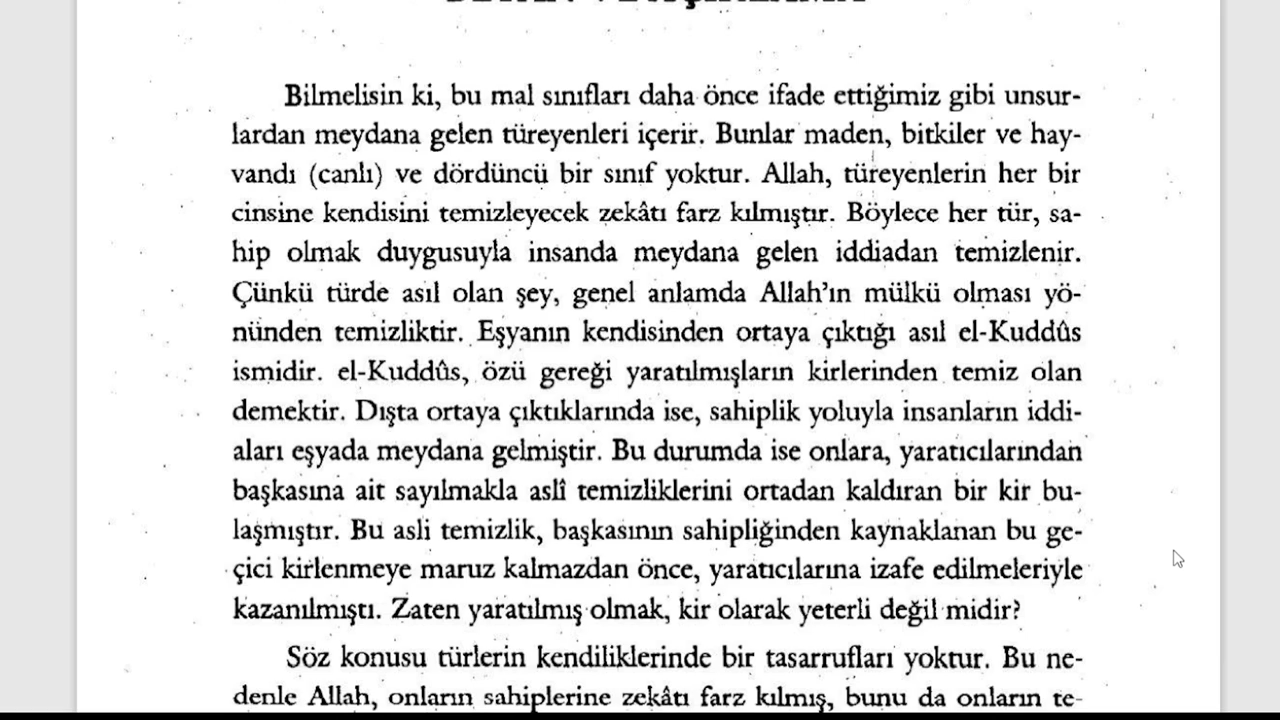 Bilmelisin ki, bu mal sınıfları daha önce ifade ettiğimiz gibi unsur-
lardan meydana gelen türeyenleri içerir. Bunlar maden, bitkiler ve hay-
vandı (canlı) ve dördüncü bir sınıf yoktur. Allah, türeyenlerin her bir
cinsine kendisini temizleyecek zekâtı farz kılmıştır. Böylece her tür, sa-
hip olmak duygusuyla insanda meydana gelen iddiadan temizlenir.
Çünkü türde asıl olan şey, genel anlamda Allah'ın mülkü olması yö-
nünden temizliktir. Eşyanın kendisinden ortaya çıktığı asıl el-Kuddûs
ismidir. el-Kuddûs, özü gereği yaratılmışların kirlerinden temiz olan
demektir. Dışta ortaya çıktıklarında ise, sahiplik yoluyla insanların iddi-
aları eşyada meydana gelmiştir. Bu durumda ise onlara, yaratıcılarından
başkasına ait sayılmakla aslî temizliklerini ortadan kaldıran bir kir bu-
laşmıştır. Bu asli temizlik, başkasının sahipliğinden kaynaklanan bu ge-
çici kirlenmeye maruz kalmazdan önce, yaratıcılarına izafe edilmeleriyle
kazanılmıştı. Zaten yaratılmış olmak, kir olarak yeterli değil midir?
Söz konusu türlerin kendiliklerinde bir tasarrufları yoktur. Bu ne-
denle Allah, onların sahiplerine zekâtı farz kılmış, bunu da onların te-